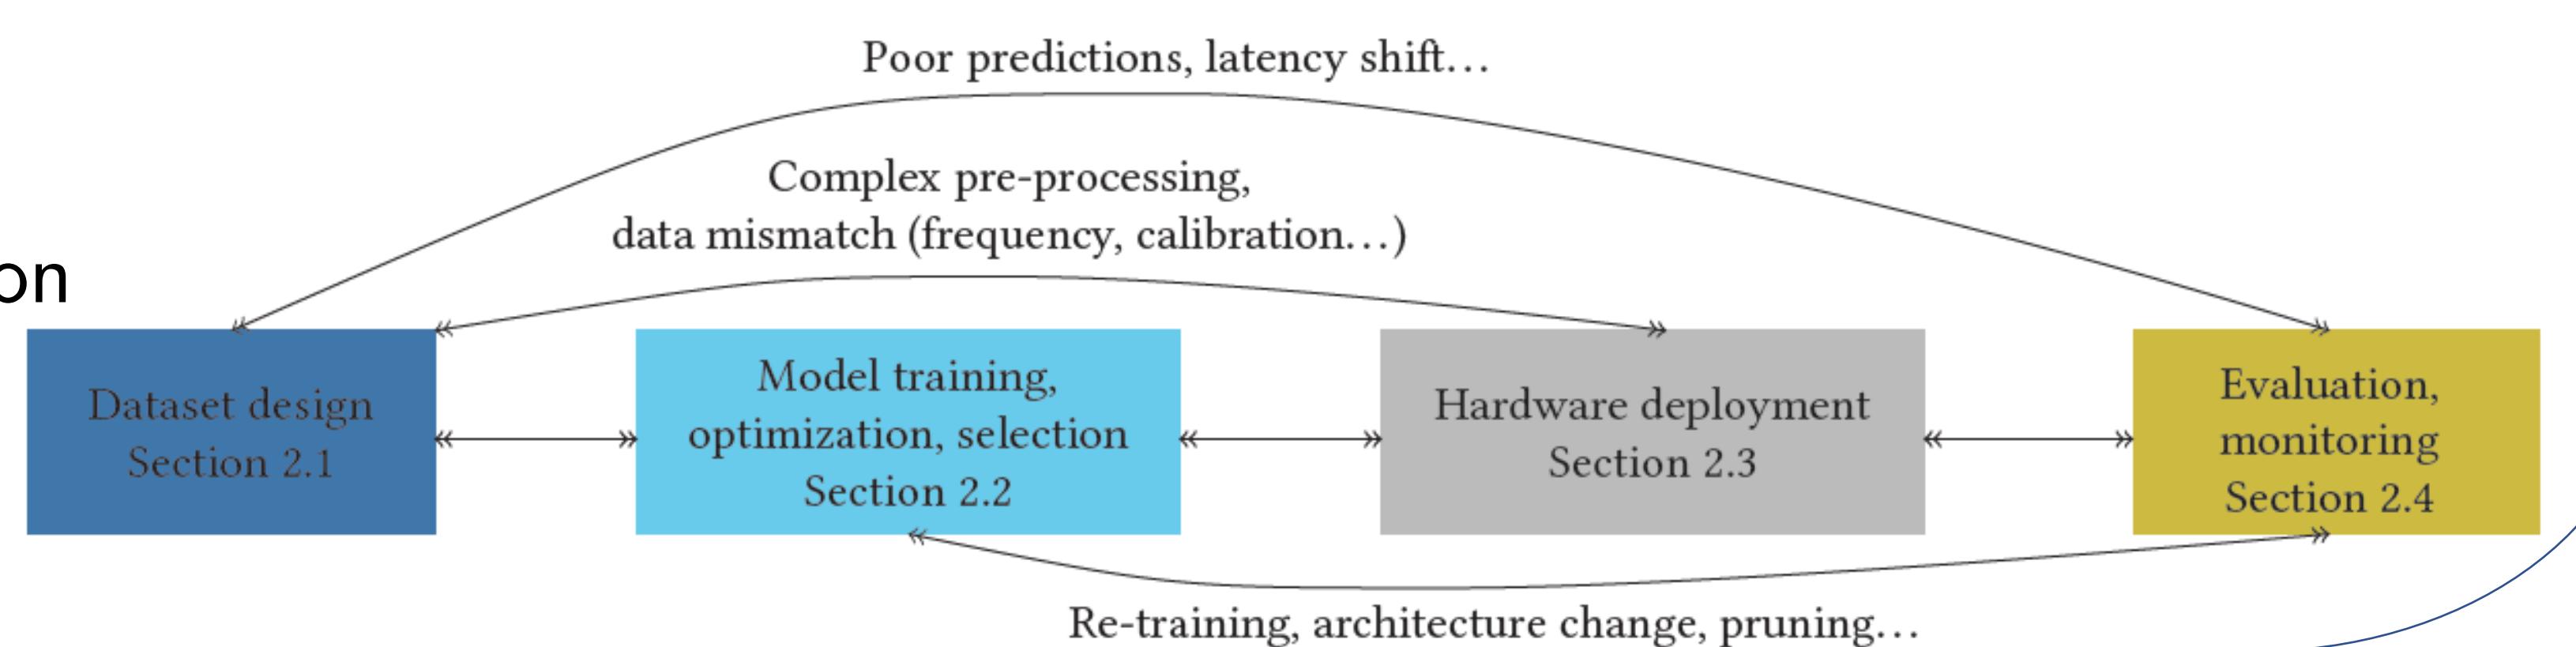 Poor predictions, latency shift…
Complex pre-processing,
data mismatch (frequency, calibration…)
on
Dataset design
Section 2.1
Model training,
optimization, selection
Section 2.2
Hardware deployment
Section 2.3
Evaluation,
monitoring
Section 2.4
Re-training, architecture change, pruning…